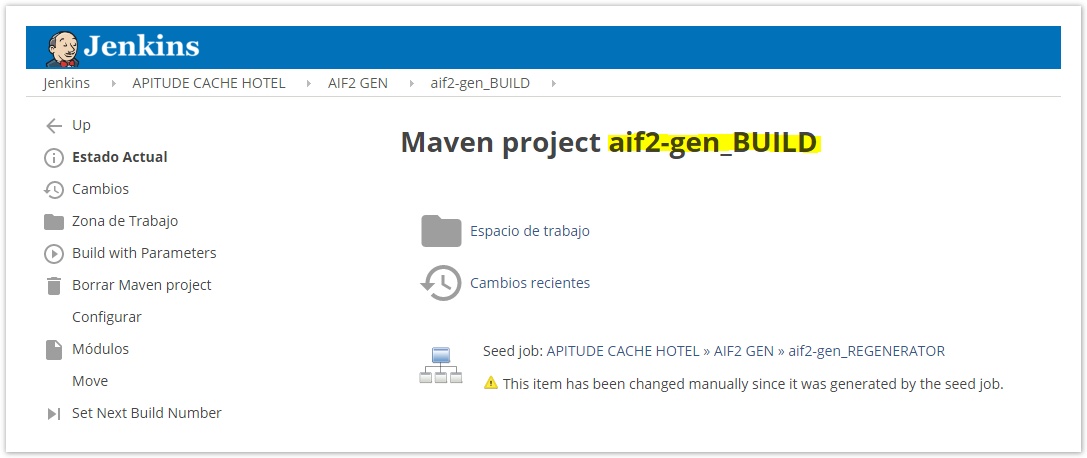 Jenkins
Jenkins APITUDE CACHE HOTEL AIF2 GEN aif2-gen_BUILD
Up
Estado Actual
Cambios
Zona de Trabajo
Build with Parameters
Borrar Maven project
Configurar
Módulos
Move
Set Next Build Number
Maven project aif2-gen_BUILD
Espacio de trabajo
Cambios recientes
Seed job: APITUDE CACHE HOTEL » AIF2 GEN » aif2-gen_REGENERATOR
This item has been changed manually since it was generated by the seed job.